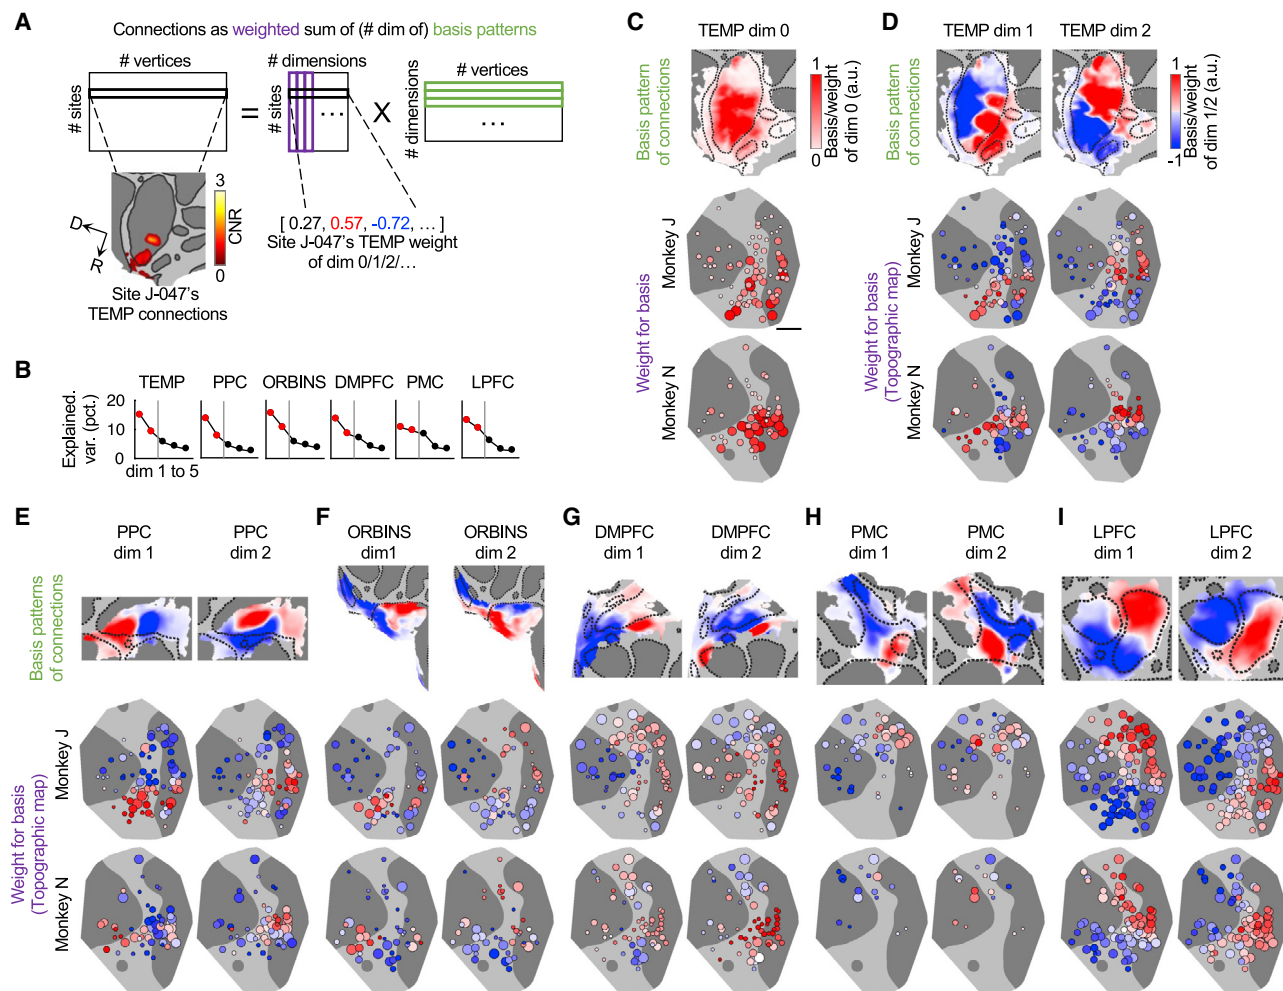 A
Connections as weighted sum of (# dim of) basis patterns
# vertices
# sites
=
# dimensions
# sites
...
X
# vertices
# dimensions
...
D
R
3
CNR
0
Site J-047's
TEMP connections
[ 0.27, 0.57, -0.72, ... ]
Site J-047's TEMP weight
of dim 0/1/2/...
B
TEMP
PPC
ORBINS
DMPFC
PMC
LPFC
Explained.
var. (pct.)
20
10
0
dim 1 to 5
C
TEMP dim 0
Basis pattern
of connections
1
0
Basis/weight
of dim 0 (a.u.)
Weight for basis
Monkey J
Monkey N
D
TEMP dim 1
TEMP dim 2
Basis pattern
of connections
1
-1
Basis/weight
of dim 1/2 (a.u.)
Weight for basis
(Topographic map)
Monkey J
Monkey N
E
PPC
dim 1
PPC
dim 2
F
ORBINS
dim1
ORBINS
dim 2
G
DMPFC
dim 1
DMPFC
dim 2
H
PMC
dim 1
PMC
dim 2
I
LPFC
dim 1
LPFC
dim 2
Basis patterns
of connections
Weight for basis
(Topographic map)
Monkey J
Monkey N